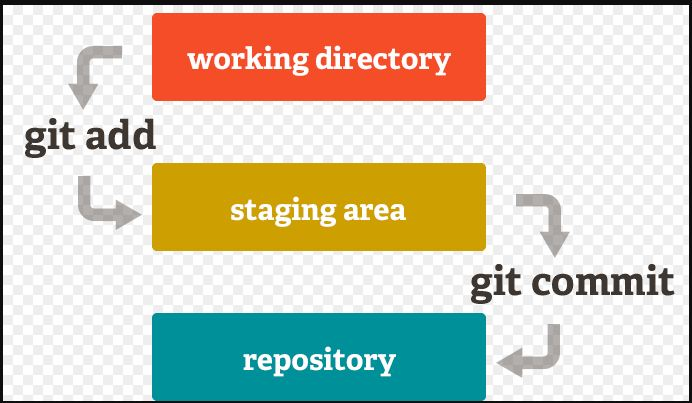 working directory
git add
staging area
git commit
repository